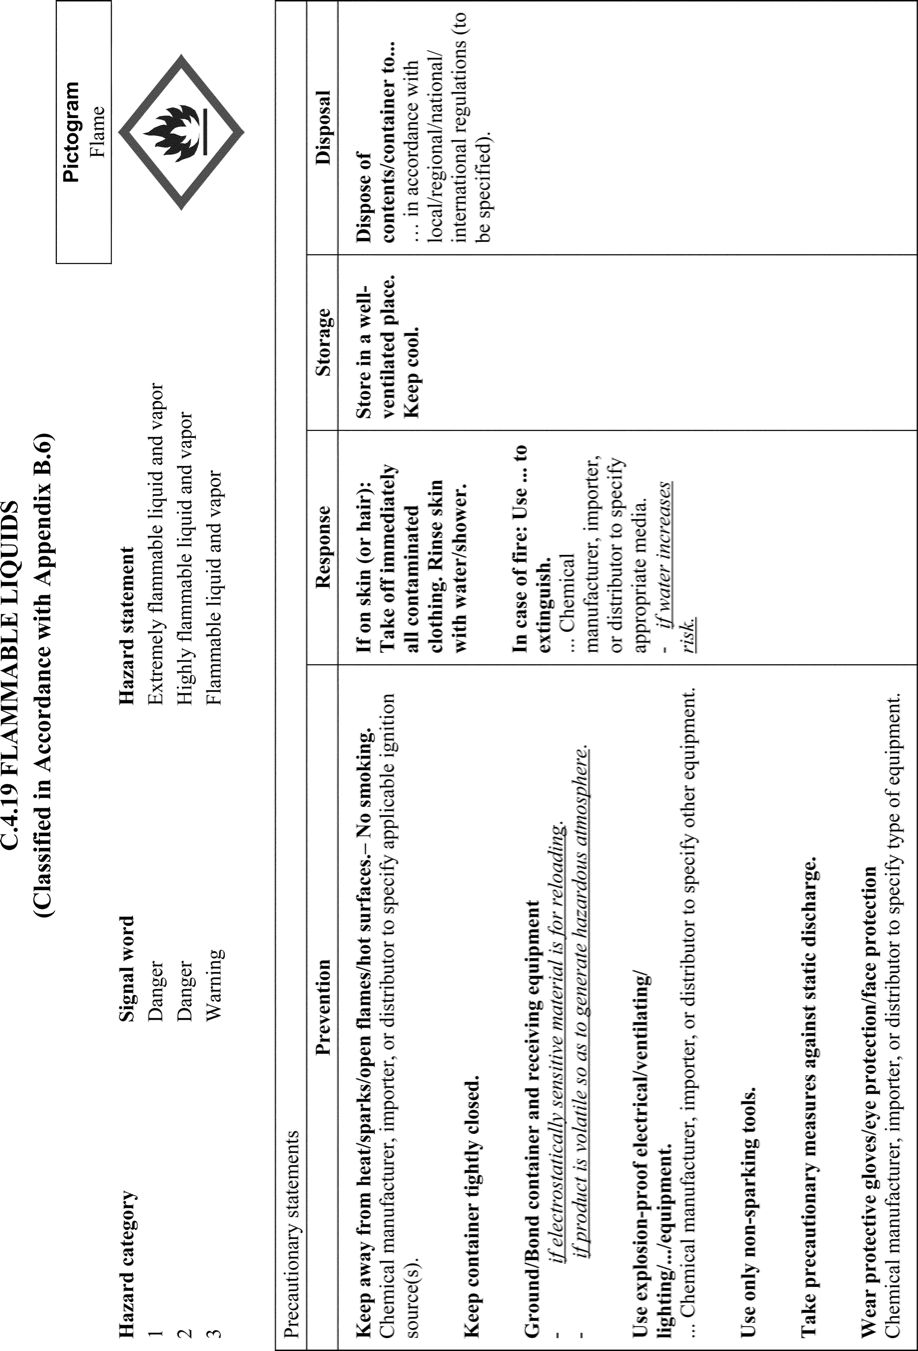 C.4.19 FLAMMABLE LIQUIDS
(Classified in Accordance with Appendix B.6)
Pictogram
Flame
Hazard category
Signal word
Hazard statement
1
Danger
Extremely flammable liquid and vapor
2
Danger
Highly flammable liquid and vapor
3
Warning
Flammable liquid and vapor
Precautionary statements
Prevention
Response
Storage
Disposal
Keep away from heat/sparks/open flames/hot surfaces.– No smoking.
Chemical manufacturer, importer, or distributor to specify applicable ignition
source(s).
Keep container tightly closed.
Ground/Bond container and receiving equipment
- if electrostatically sensitive material is for reloading.
- if product is volatile so as to generate hazardous atmosphere.
Use explosion-proof electrical/ventilating/
lighting/.../equipment.
... Chemical manufacturer, importer, or distributor to specify other equipment.
Use only non-sparking tools.
Take precautionary measures against static discharge.
Wear protective gloves/eye protection/face protection
Chemical manufacturer, importer, or distributor to specify type of equipment.
If on skin (or hair):
Take off immediately
all contaminated
clothing. Rinse skin
with water/shower.
In case of fire: Use ... to
extinguish.
... Chemical
manufacturer, importer,
or distributor to specify
appropriate media.
- if water increases
risk.
Store in a well-
ventilated place.
Keep cool.
Dispose of
contents/container to...
… in accordance with
local/regional/national/
international regulations (to
be specified).